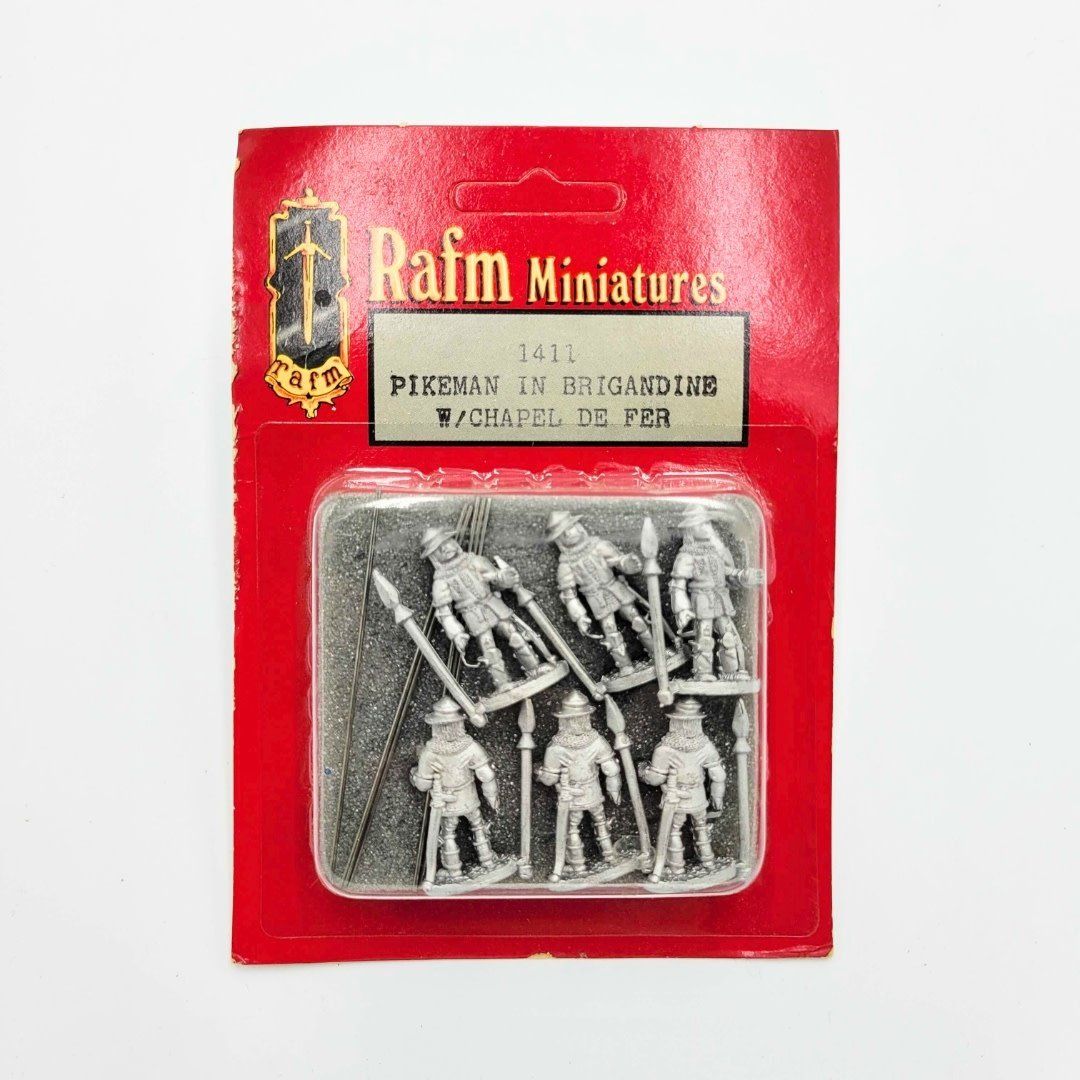 Rafm Miniatures
rafm
1411
PIKEMAN IN BRIGANDINE
W/CHAPEL DE FER